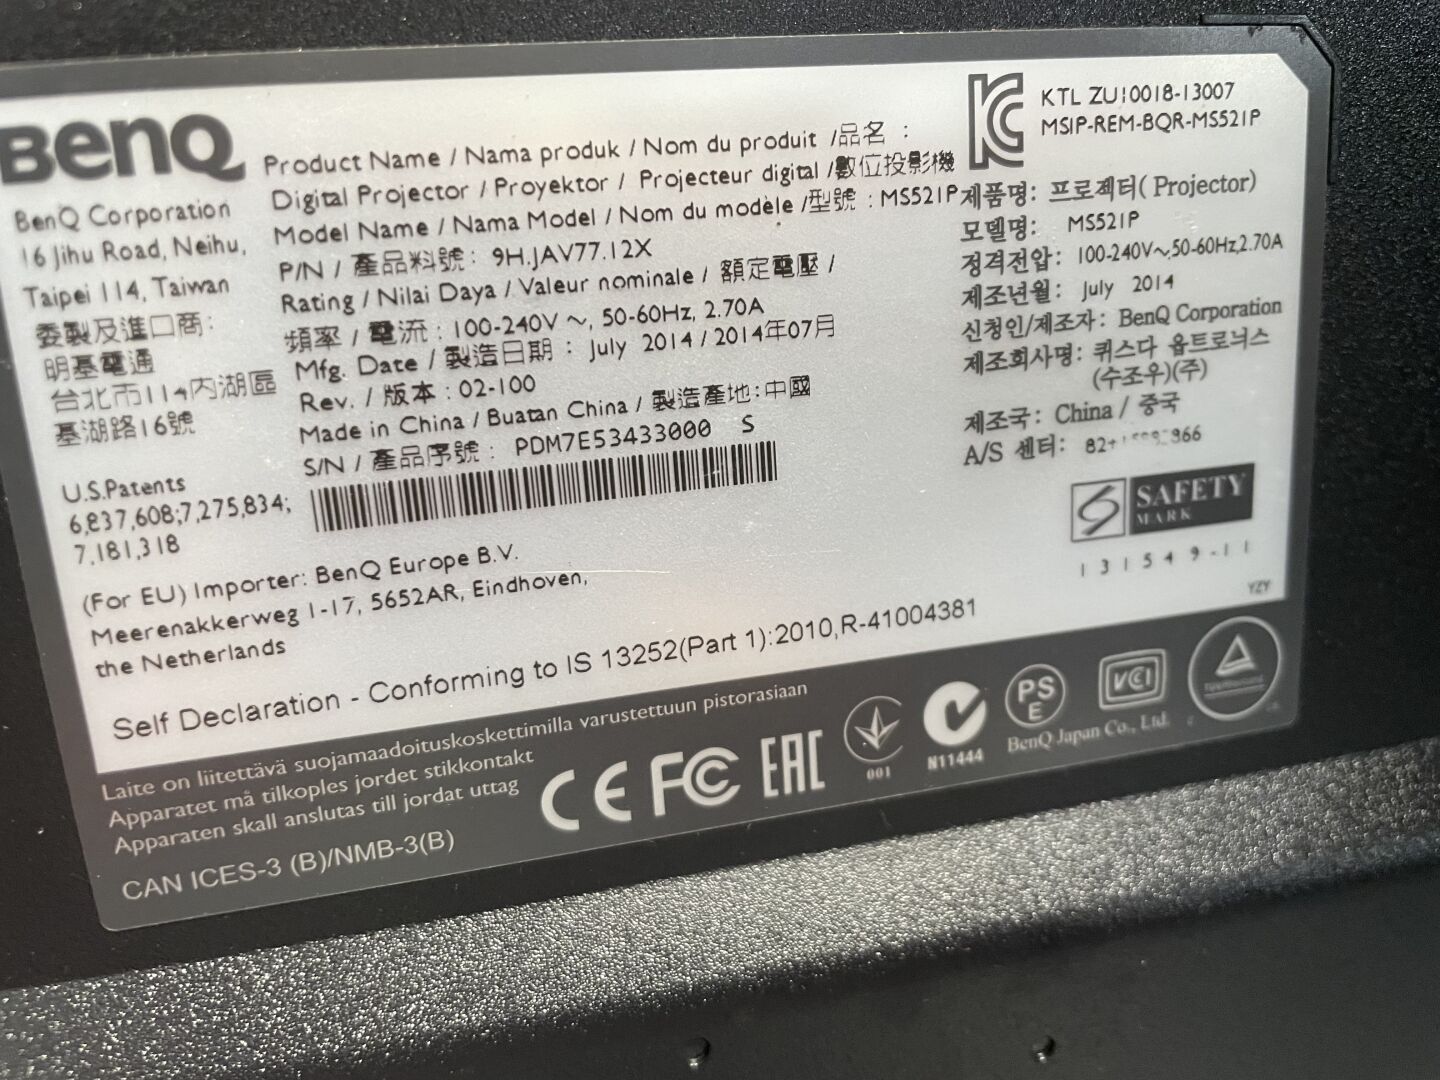 BenQ
BenQ Corporation
16 Jihu Road, Neihu,
Taipei 114, Taiwan
委製及進口商:
明基電通
台北市114內湖區
基湖路16號
U.S.Patents
6,837,608;7,275,834;
7,181,318
Product Name / Nama produk / Nom du produit /品名 :
Digital Projector / Proyektor / Projecteur digital /數位投影機
Model Name / Nama Model / Nom du modèle /型號 : MS521P
P/N / 產品料號 : 9H.JAV77.12X
Rating / Nilai Daya / Valeur nominale / 額定電壓 /
頻率 / 電流 : 100-240V ~, 50-60Hz, 2.70A
Mfg. Date / 製造日期 : July 2014 / 2014年07月
Rev. / 版本 : 02-100
Made in China / Buatan China / 製造產地:中國
S/N / 產品序號 : PDM7E53433000 S
(For EU) Importer: BenQ Europe B.V.
Meerenakkerweg 1-17, 5652AR, Eindhoven,
the Netherlands
Self Declaration - Conforming to IS 13252(Part 1):2010,R-41004381
KTL ZU10018-13007
MSIP-REM-BQR-MS521P
제품명: 프로젝터( Projector)
모델명: MS521P
정격전압: 100-240V~,50-60Hz,2.70A
제조년월: July 2014
신청인/제조자: BenQ Corporation
제조회사명: 퀴스다 옵트로닉스
(수조우)(주)
제조국: China / 중국
A/S 센터:
SAFETY
MARK
131549-11
YZY
Laite on liitettävä suojamaadoituskoskettimilla varustettuun pistorasiaan
Apparatet må tilkoples jordet stikkontakt
Apparaten skall anslutas till jordat uttag
CAN ICES-3 (B)/NMB-3(B)
CE FC EAC
001
N11444
PS
E
VCI
BenQ Japan Co., Ltd.